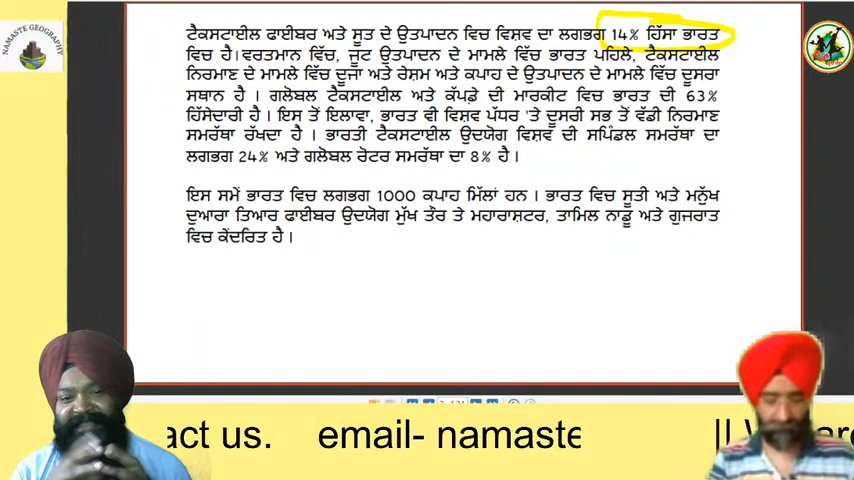 NAMASTE GEOGRAPHY
ਟੈਕਸਟਾਈਲ ਫਾਈਬਰ ਅਤੇ ਸੂਤ ਦੇ ਉਤਪਾਦਨ ਵਿਚ ਵਿਸ਼ਵ ਦਾ ਲਗਭਗ 14% ਹਿੱਸਾ ਭਾਰਤ
ਵਿਚ ਹੈ।ਵਰਤਮਾਨ ਵਿੱਚ, ਜੂਟ ਉਤਪਾਦਨ ਦੇ ਮਾਮਲੇ ਵਿੱਚ ਭਾਰਤ ਪਹਿਲੇ, ਟੈਕਸਟਾਈਲ
ਨਿਰਮਾਣ ਦੇ ਮਾਮਲੇ ਵਿੱਚ ਦੂਜਾ ਅਤੇ ਰੇਸ਼ਮ ਅਤੇ ਕਪਾਹ ਦੇ ਉਤਪਾਦਨ ਦੇ ਮਾਮਲੇ ਵਿੱਚ ਦੂਸਰਾ
ਸਥਾਨ ਹੈ । ਗਲੋਬਲ ਟੈਕਸਟਾਈਲ ਅਤੇ ਕੱਪੜੇ ਦੀ ਮਾਰਕੀਟ ਵਿਚ ਭਾਰਤ ਦੀ 63%
ਹਿੱਸੇਦਾਰੀ ਹੈ । ਇਸ ਤੋਂ ਇਲਾਵਾ, ਭਾਰਤ ਵੀ ਵਿਸ਼ਵ ਪੱਧਰ 'ਤੇ ਦੂਸਰੀ ਸਭ ਤੋਂ ਵੱਡੀ ਨਿਰਮਾਣ
ਸਮਰੱਥਾ ਰੱਖਦਾ ਹੈ । ਭਾਰਤੀ ਟੈਕਸਟਾਈਲ ਉਦਯੋਗ ਵਿਸ਼ਵ ਦੀ ਸਪਿੰਡਲ ਸਮਰੱਥਾ ਦਾ
ਲਗਭਗ 24% ਅਤੇ ਗਲੋਬਲ ਰੋਟਰ ਸਮਰੱਥਾ ਦਾ 8% ਹੈ ।
ਇਸ ਸਮੇਂ ਭਾਰਤ ਵਿਚ ਲਗਭਗ 1000 ਕਪਾਹ ਮਿੱਲਾਂ ਹਨ । ਭਾਰਤ ਵਿਚ ਸੂਤੀ ਅਤੇ ਮਨੁੱਖ
ਦੁਆਰਾ ਤਿਆਰ ਫਾਈਬਰ ਉਦਯੋਗ ਮੁੱਖ ਤੌਰ ਤੇ ਮਹਾਰਾਸ਼ਟਰ, ਤਾਮਿਲ ਨਾਡੂ ਅਤੇ ਗੁਜਰਾਤ
ਵਿਚ ਕੇਂਦਰਿਤ ਹੈ ।
act us. email- namaste ||